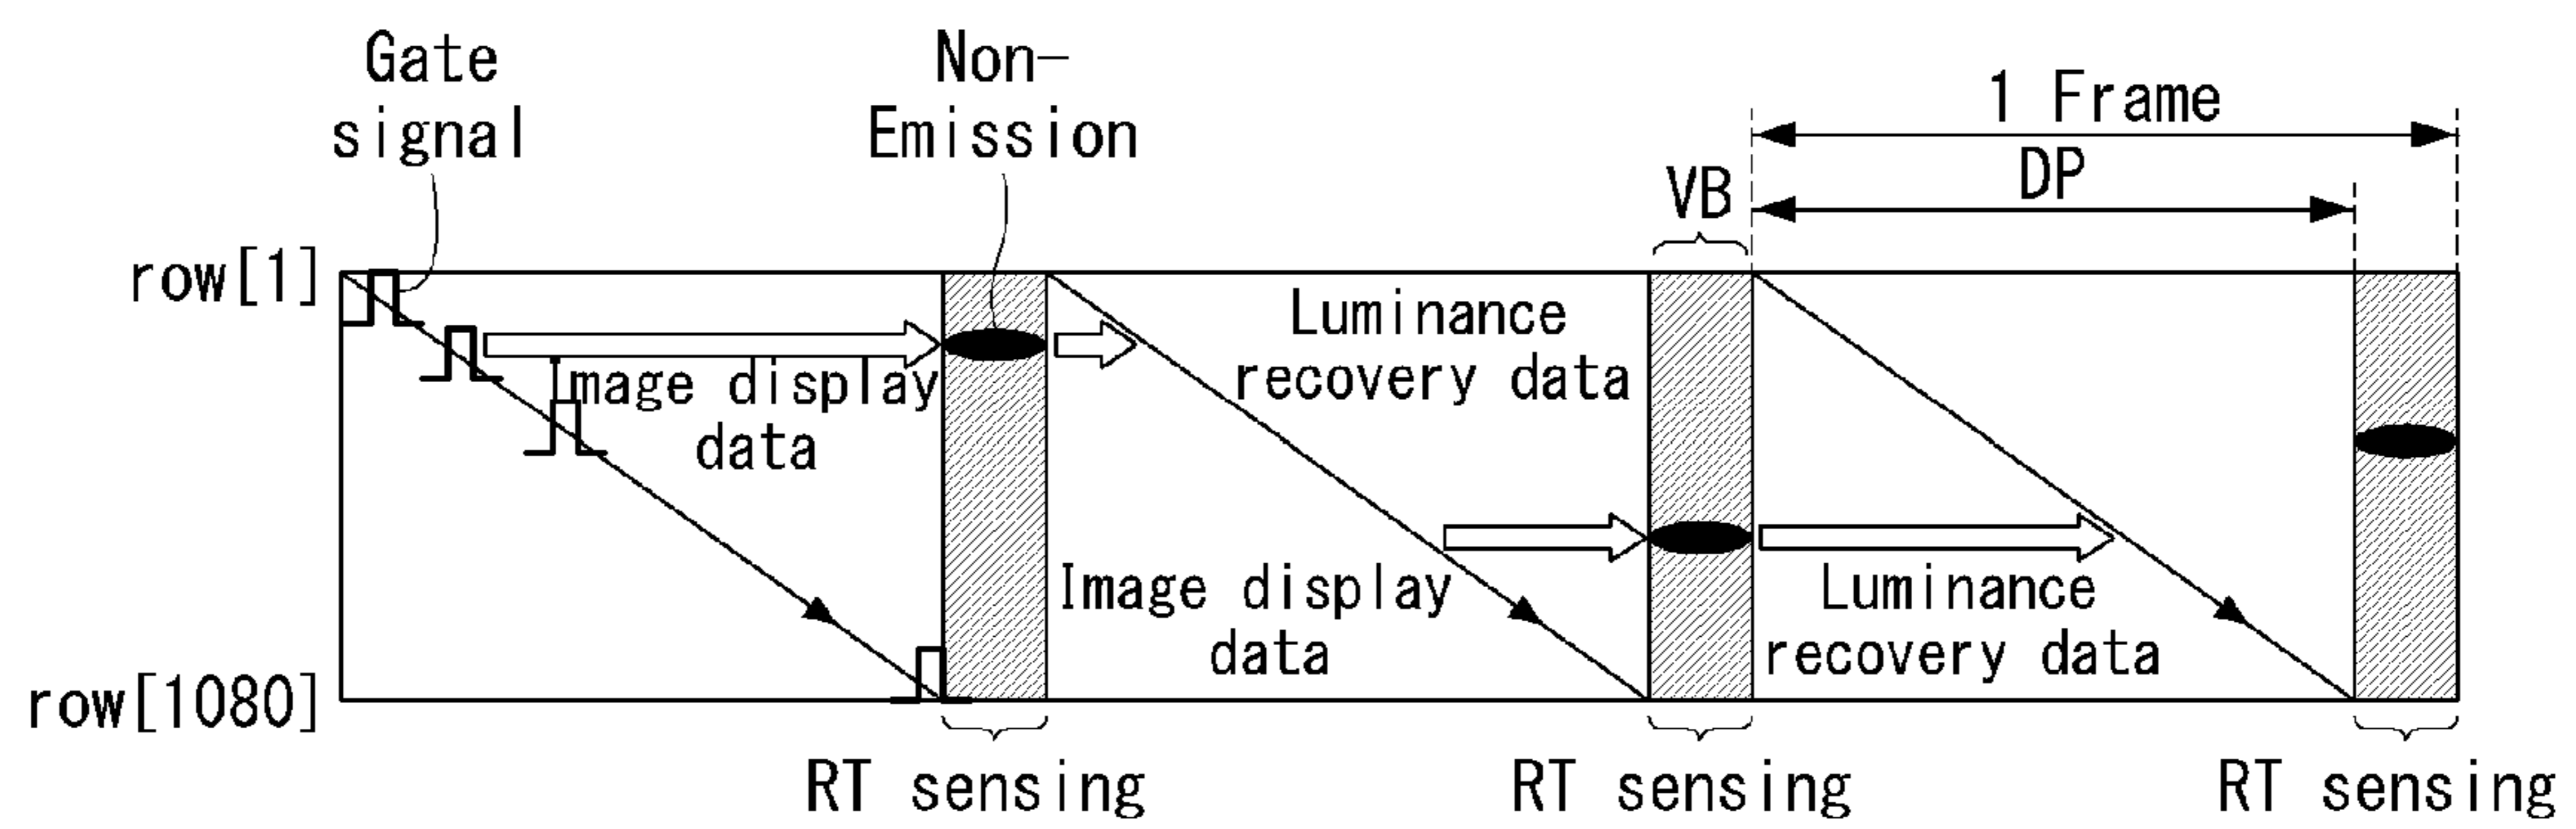 Gate
signal
Non-
Emission
1 Frame
DP
VB
row[1]
Image display
data
Luminance
recovery data
Image display
data
Luminance
recovery data
row[1080]
RT sensing
RT sensing
RT sensing